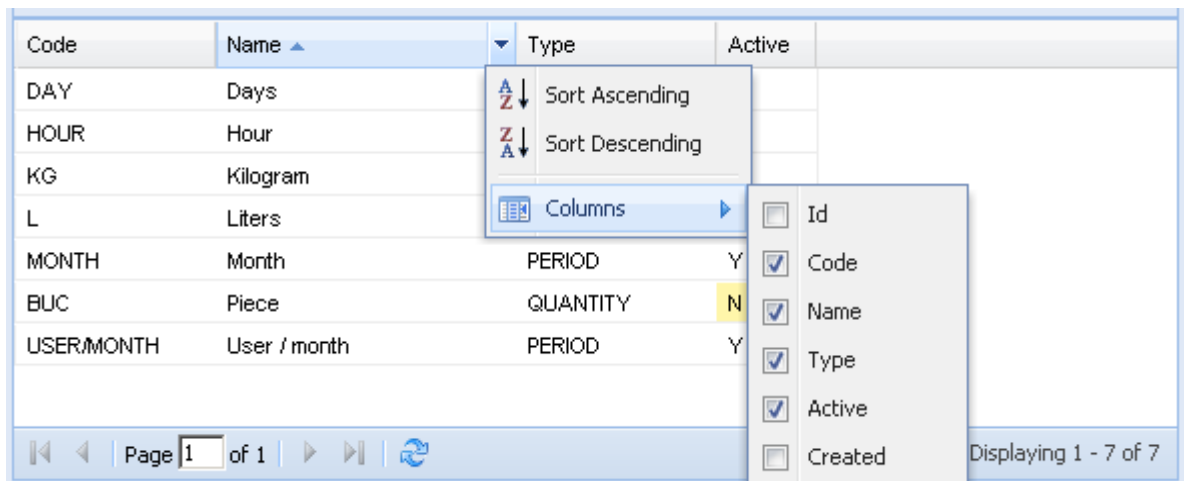 Code Name Type Active
DAY Days Sort Ascending
HOUR Hour Sort Descending
KG Kilogram
L Liters Columns Id
MONTH Month PERIOD Y Code
BUC Piece QUANTITY N Name
USER/MONTH User / month PERIOD Y Type
Active
Page 1 of 1 Created Displaying 1 - 7 of 7